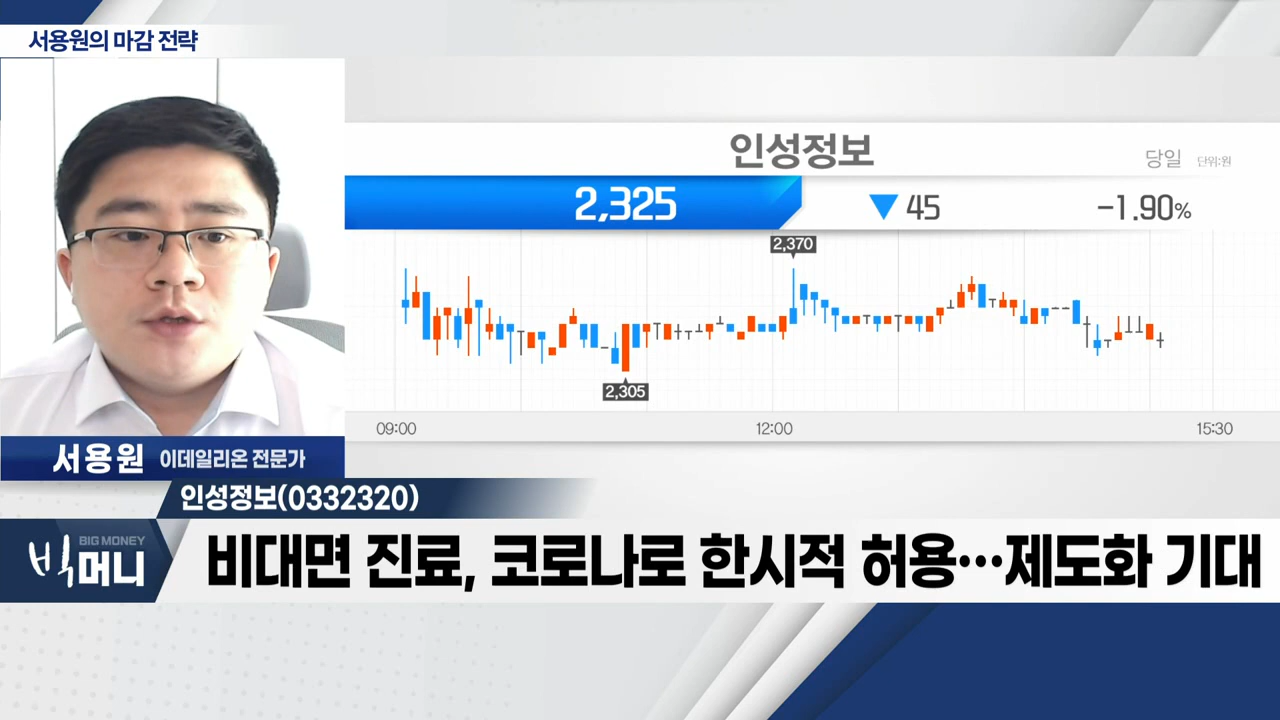 서용원의 마감 전략
인성정보
당일 단위:원
2,325 ▼45 -1.90%
2,370
2,305
09:00 12:00 15:30
서용원 이데일리온 전문가
인성정보(0332320)
BIG MONEY
빅머니
비대면 진료, 코로나로 한시적 허용…제도화 기대